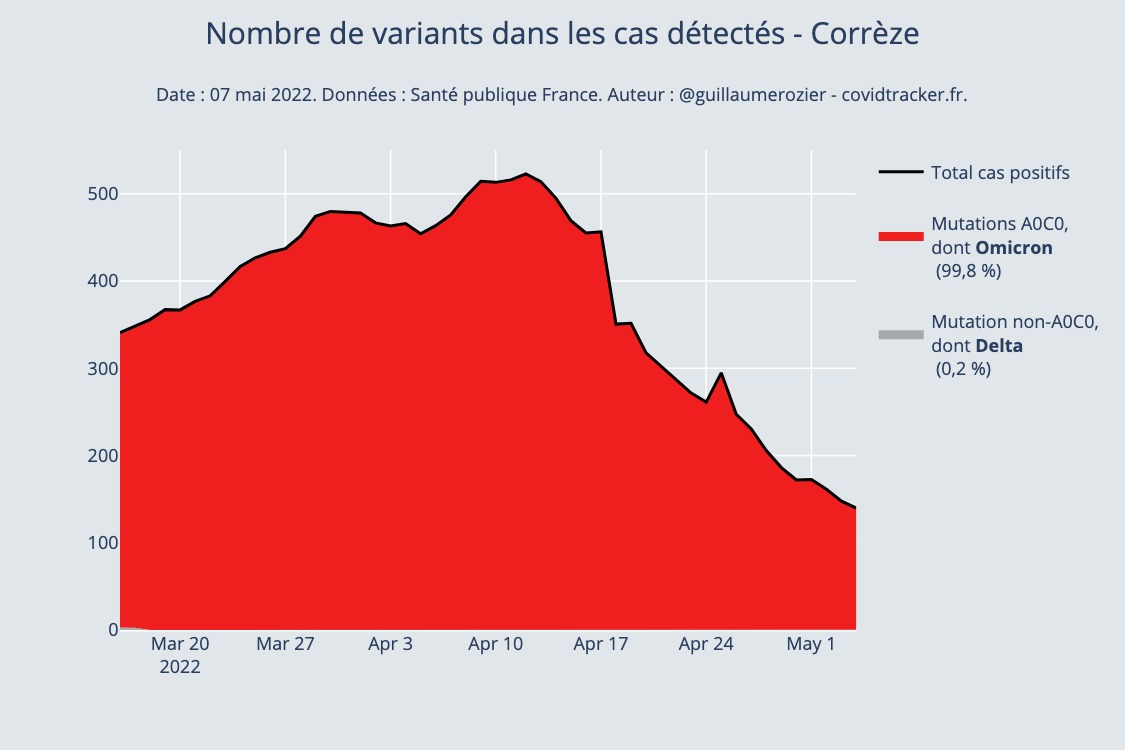 Nombre de variants dans les cas détectés - Corrèze
Date : 07 mai 2022. Données : Santé publique France. Auteur : @guillaumerozier - covidtracker.fr.
Total cas positifs
Mutations A0C0,
dont Omicron
(99,8 %)
Mutation non-A0C0,
dont Delta
(0,2 %)
500
400
300
200
100
0
Mar 20
2022
Mar 27
Apr 3
Apr 10
Apr 17
Apr 24
May 1